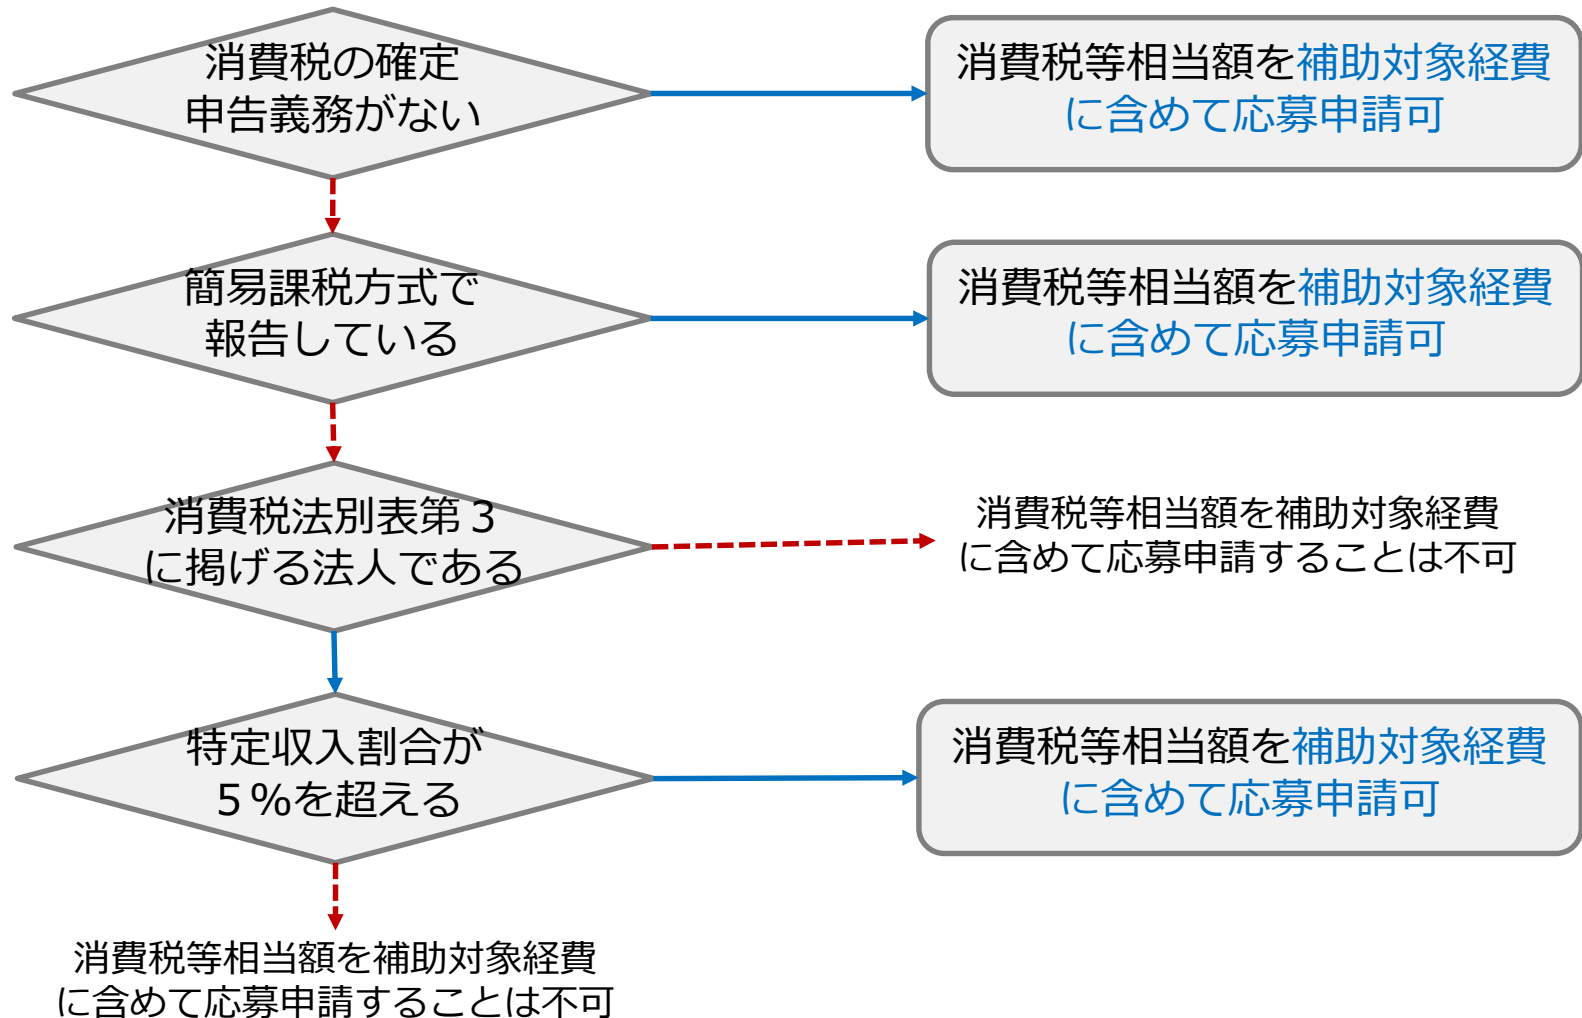 消費税の確定
申告義務がない
消費税等相当額を補助対象経費
に含めて応募申請可
簡易課税方式で
報告している
消費税等相当額を補助対象経費
に含めて応募申請可
消費税法別表第３
に掲げる法人である
消費税等相当額を補助対象経費
に含めて応募申請することは不可
特定収入割合が
５％を超える
消費税等相当額を補助対象経費
に含めて応募申請可
消費税等相当額を補助対象経費
に含めて応募申請することは不可